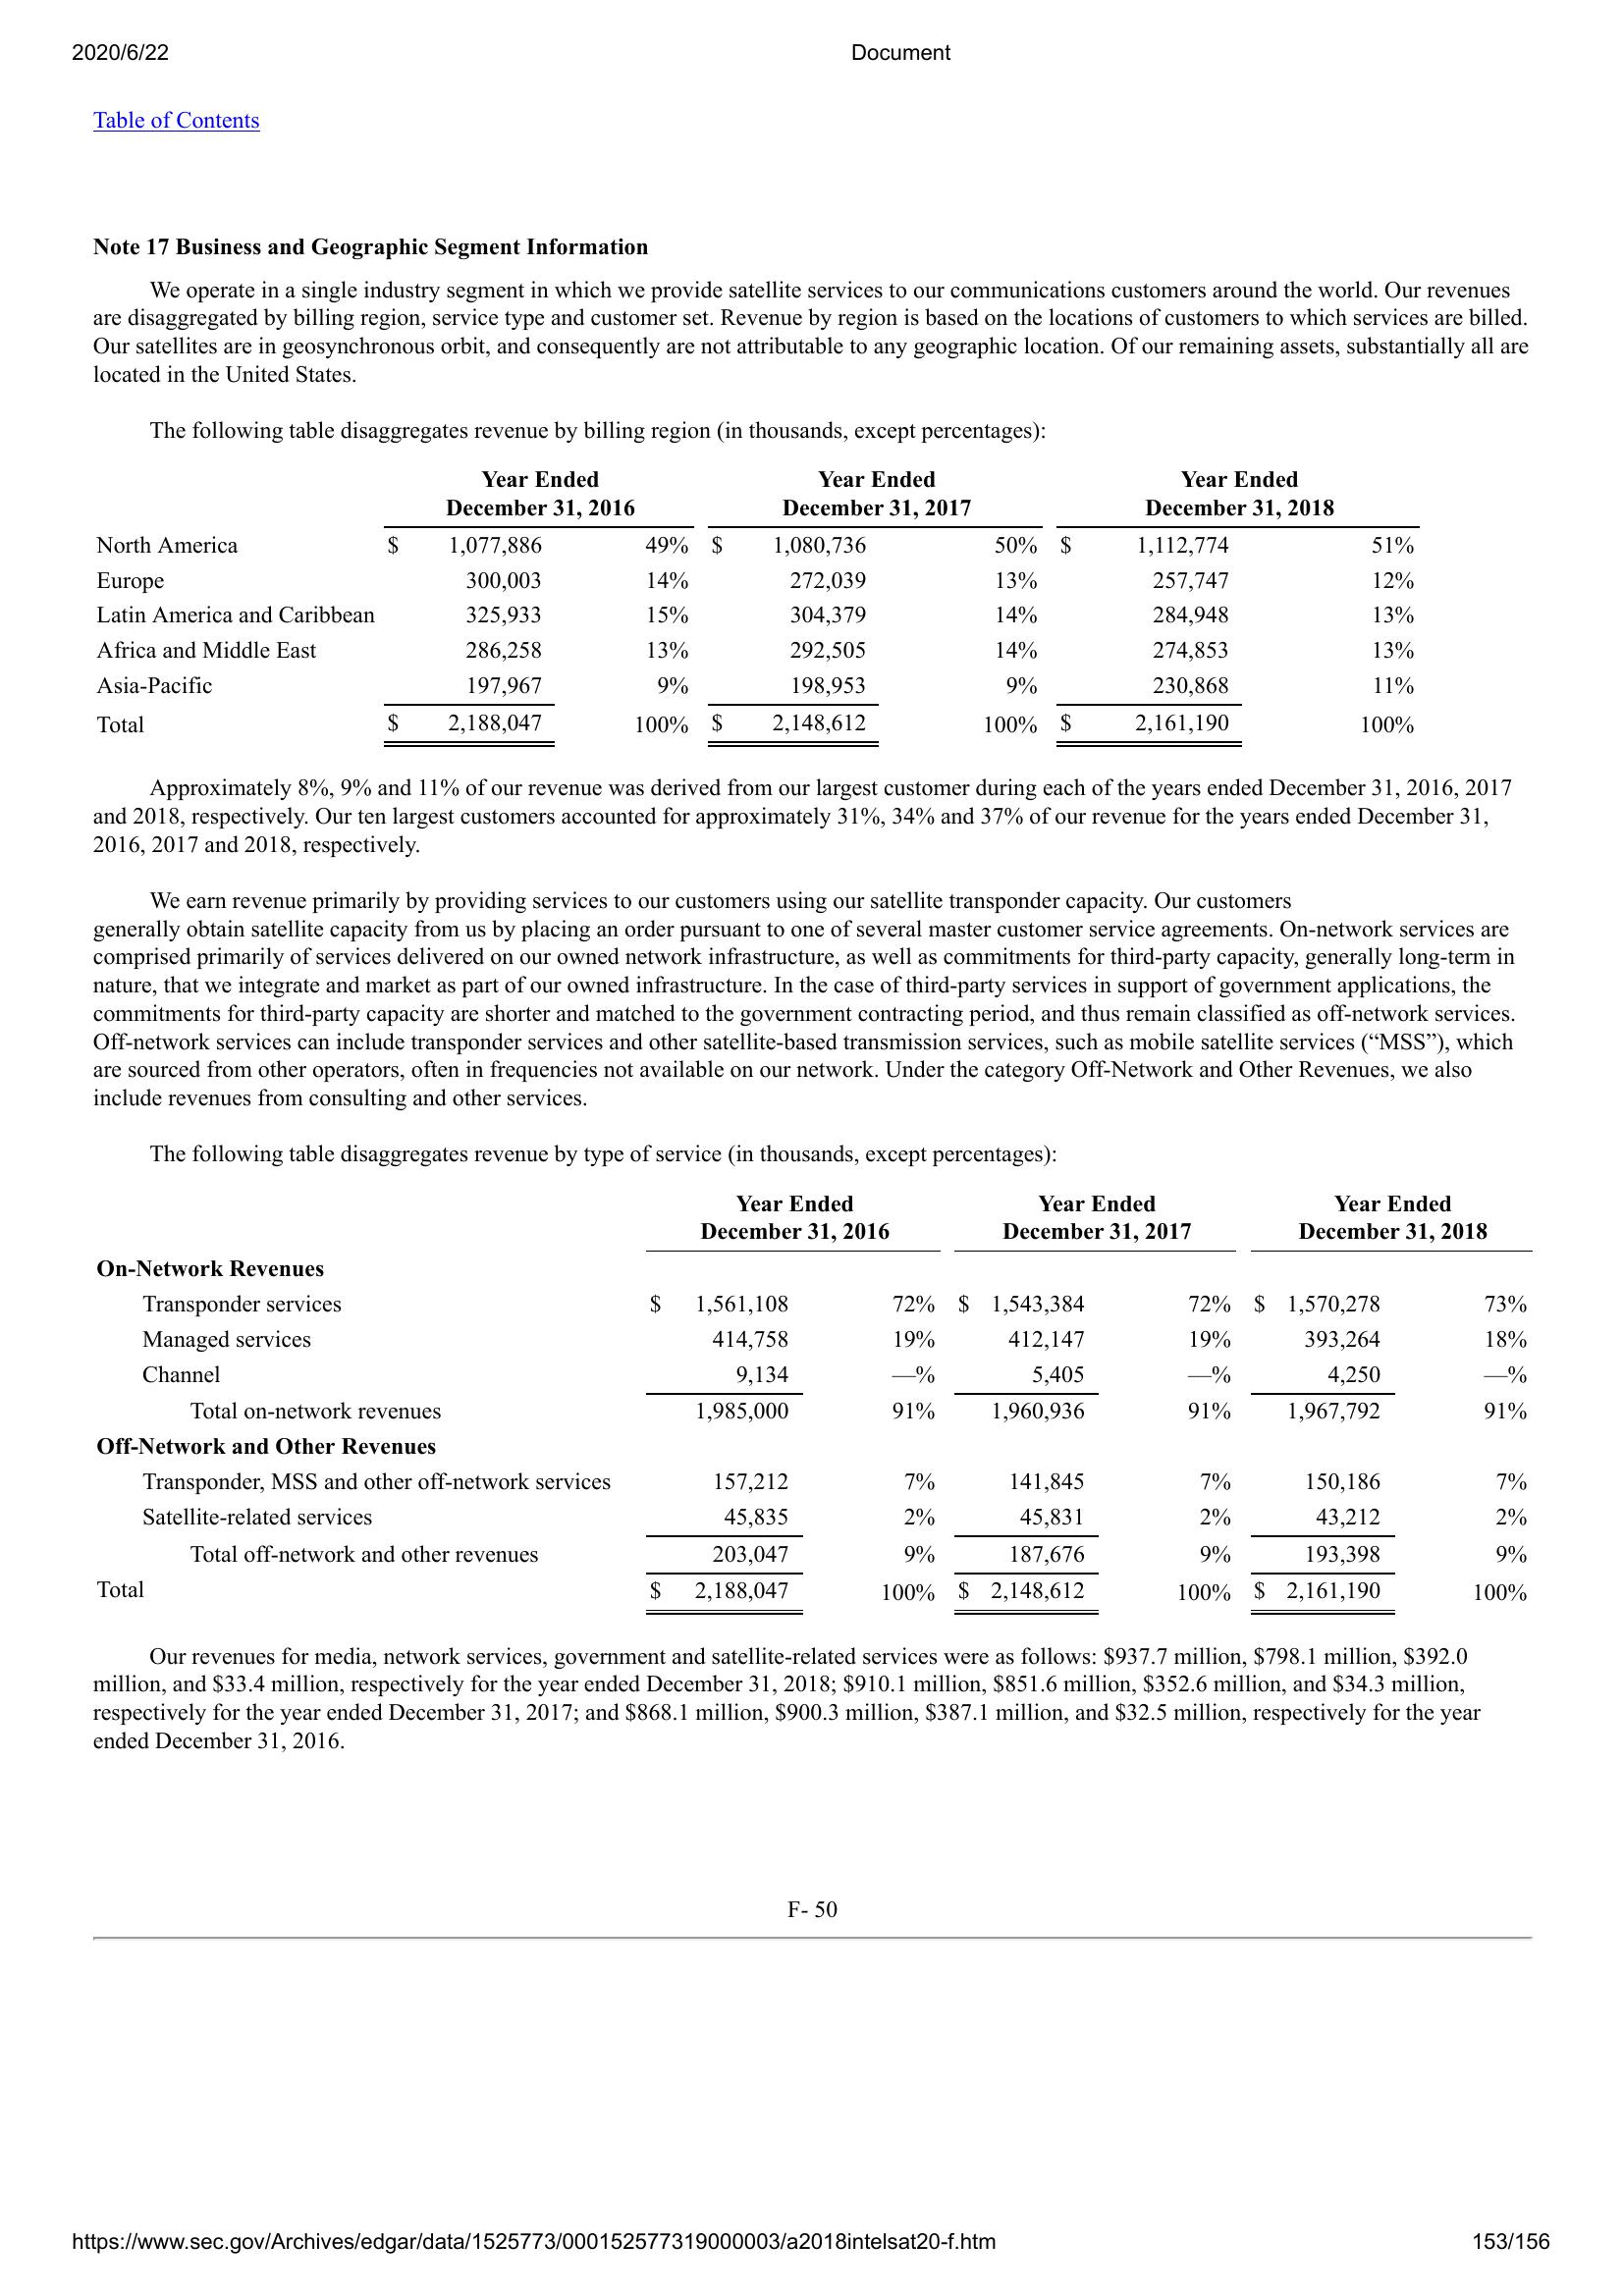 2020/6/22 Document
Table of Contents
Note 17 Business and Geographic Segment Information
We operate in a single industry segment in which we provide satellite services to our communications customers around the world. Our revenues
are disaggregated by billing region, service type and customer set. Revenue by region is based on the locations of customers to which services are billed.
Our satellites are in geosynchronous orbit, and consequently are not attributable to any geographic location. Of our remaining assets, substantially all are
located in the United States.
The following table disaggregates revenue by billing region (in thousands, except percentages):
Year Ended Year Ended Year Ended
December 31, 2016 December 31, 2017 December 31, 2018
North America $ 1,077,886 49% $ 1,080,736 50% $ 1,112,774 51%
Europe 300,003 14% 272,039 13% 257,747 12%
Latin America and Caribbean 325,933 15% 304,379 14% 284,948 13%
Africa and Middle East 286,258 13% 292,505 14% 274,853 13%
Asia-Pacific 197,967 9% 198,953 9% 230,868 11%
Total $ 2,188,047 100% $ 2,148,612 100% $ 2,161,190 100%
Approximately 8%, 9% and 11% of our revenue was derived from our largest customer during each of the years ended December 31, 2016, 2017
and 2018, respectively. Our ten largest customers accounted for approximately 31%, 34% and 37% of our revenue for the years ended December 31,
2016, 2017 and 2018, respectively.
We earn revenue primarily by providing services to our customers using our satellite transponder capacity. Our customers
generally obtain satellite capacity from us by placing an order pursuant to one of several master customer service agreements. On-network services are
comprised primarily of services delivered on our owned network infrastructure, as well as commitments for third-party capacity, generally long-term in
nature, that we integrate and market as part of our owned infrastructure. In the case of third-party services in support of government applications, the
commitments for third-party capacity are shorter and matched to the government contracting period, and thus remain classified as off-network services.
Off-network services can include transponder services and other satellite-based transmission services, such as mobile satellite services (“MSS”), which
are sourced from other operators, often in frequencies not available on our network. Under the category Off-Network and Other Revenues, we also
include revenues from consulting and other services.
The following table disaggregates revenue by type of service (in thousands, except percentages):
Year Ended Year Ended Year Ended
December 31, 2016 December 31, 2017 December 31, 2018
On-Network Revenues
Transponder services $ 1,561,108 72% $ 1,543,384 72% $ 1,570,278 73%
Managed services 414,758 19% 412,147 19% 393,264 18%
Channel 9,134 —% 5,405 —% 4,250 —%
Total on-network revenues 1,985,000 91% 1,960,936 91% 1,967,792 91%
Off-Network and Other Revenues
Transponder, MSS and other off-network services 157,212 7% 141,845 7% 150,186 7%
Satellite-related services 45,835 2% 45,831 2% 43,212 2%
Total off-network and other revenues 203,047 9% 187,676 9% 193,398 9%
Total $ 2,188,047 100% $ 2,148,612 100% $ 2,161,190 100%
Our revenues for media, network services, government and satellite-related services were as follows: $937.7 million, $798.1 million, $392.0
million, and $33.4 million, respectively for the year ended December 31, 2018; $910.1 million, $851.6 million, $352.6 million, and $34.3 million,
respectively for the year ended December 31, 2017; and $868.1 million, $900.3 million, $387.1 million, and $32.5 million, respectively for the year
ended December 31, 2016.
F- 50
https://www.sec.gov/Archives/edgar/data/1525773/000152577319000003/a2018intelsat20-f.htm 153/156